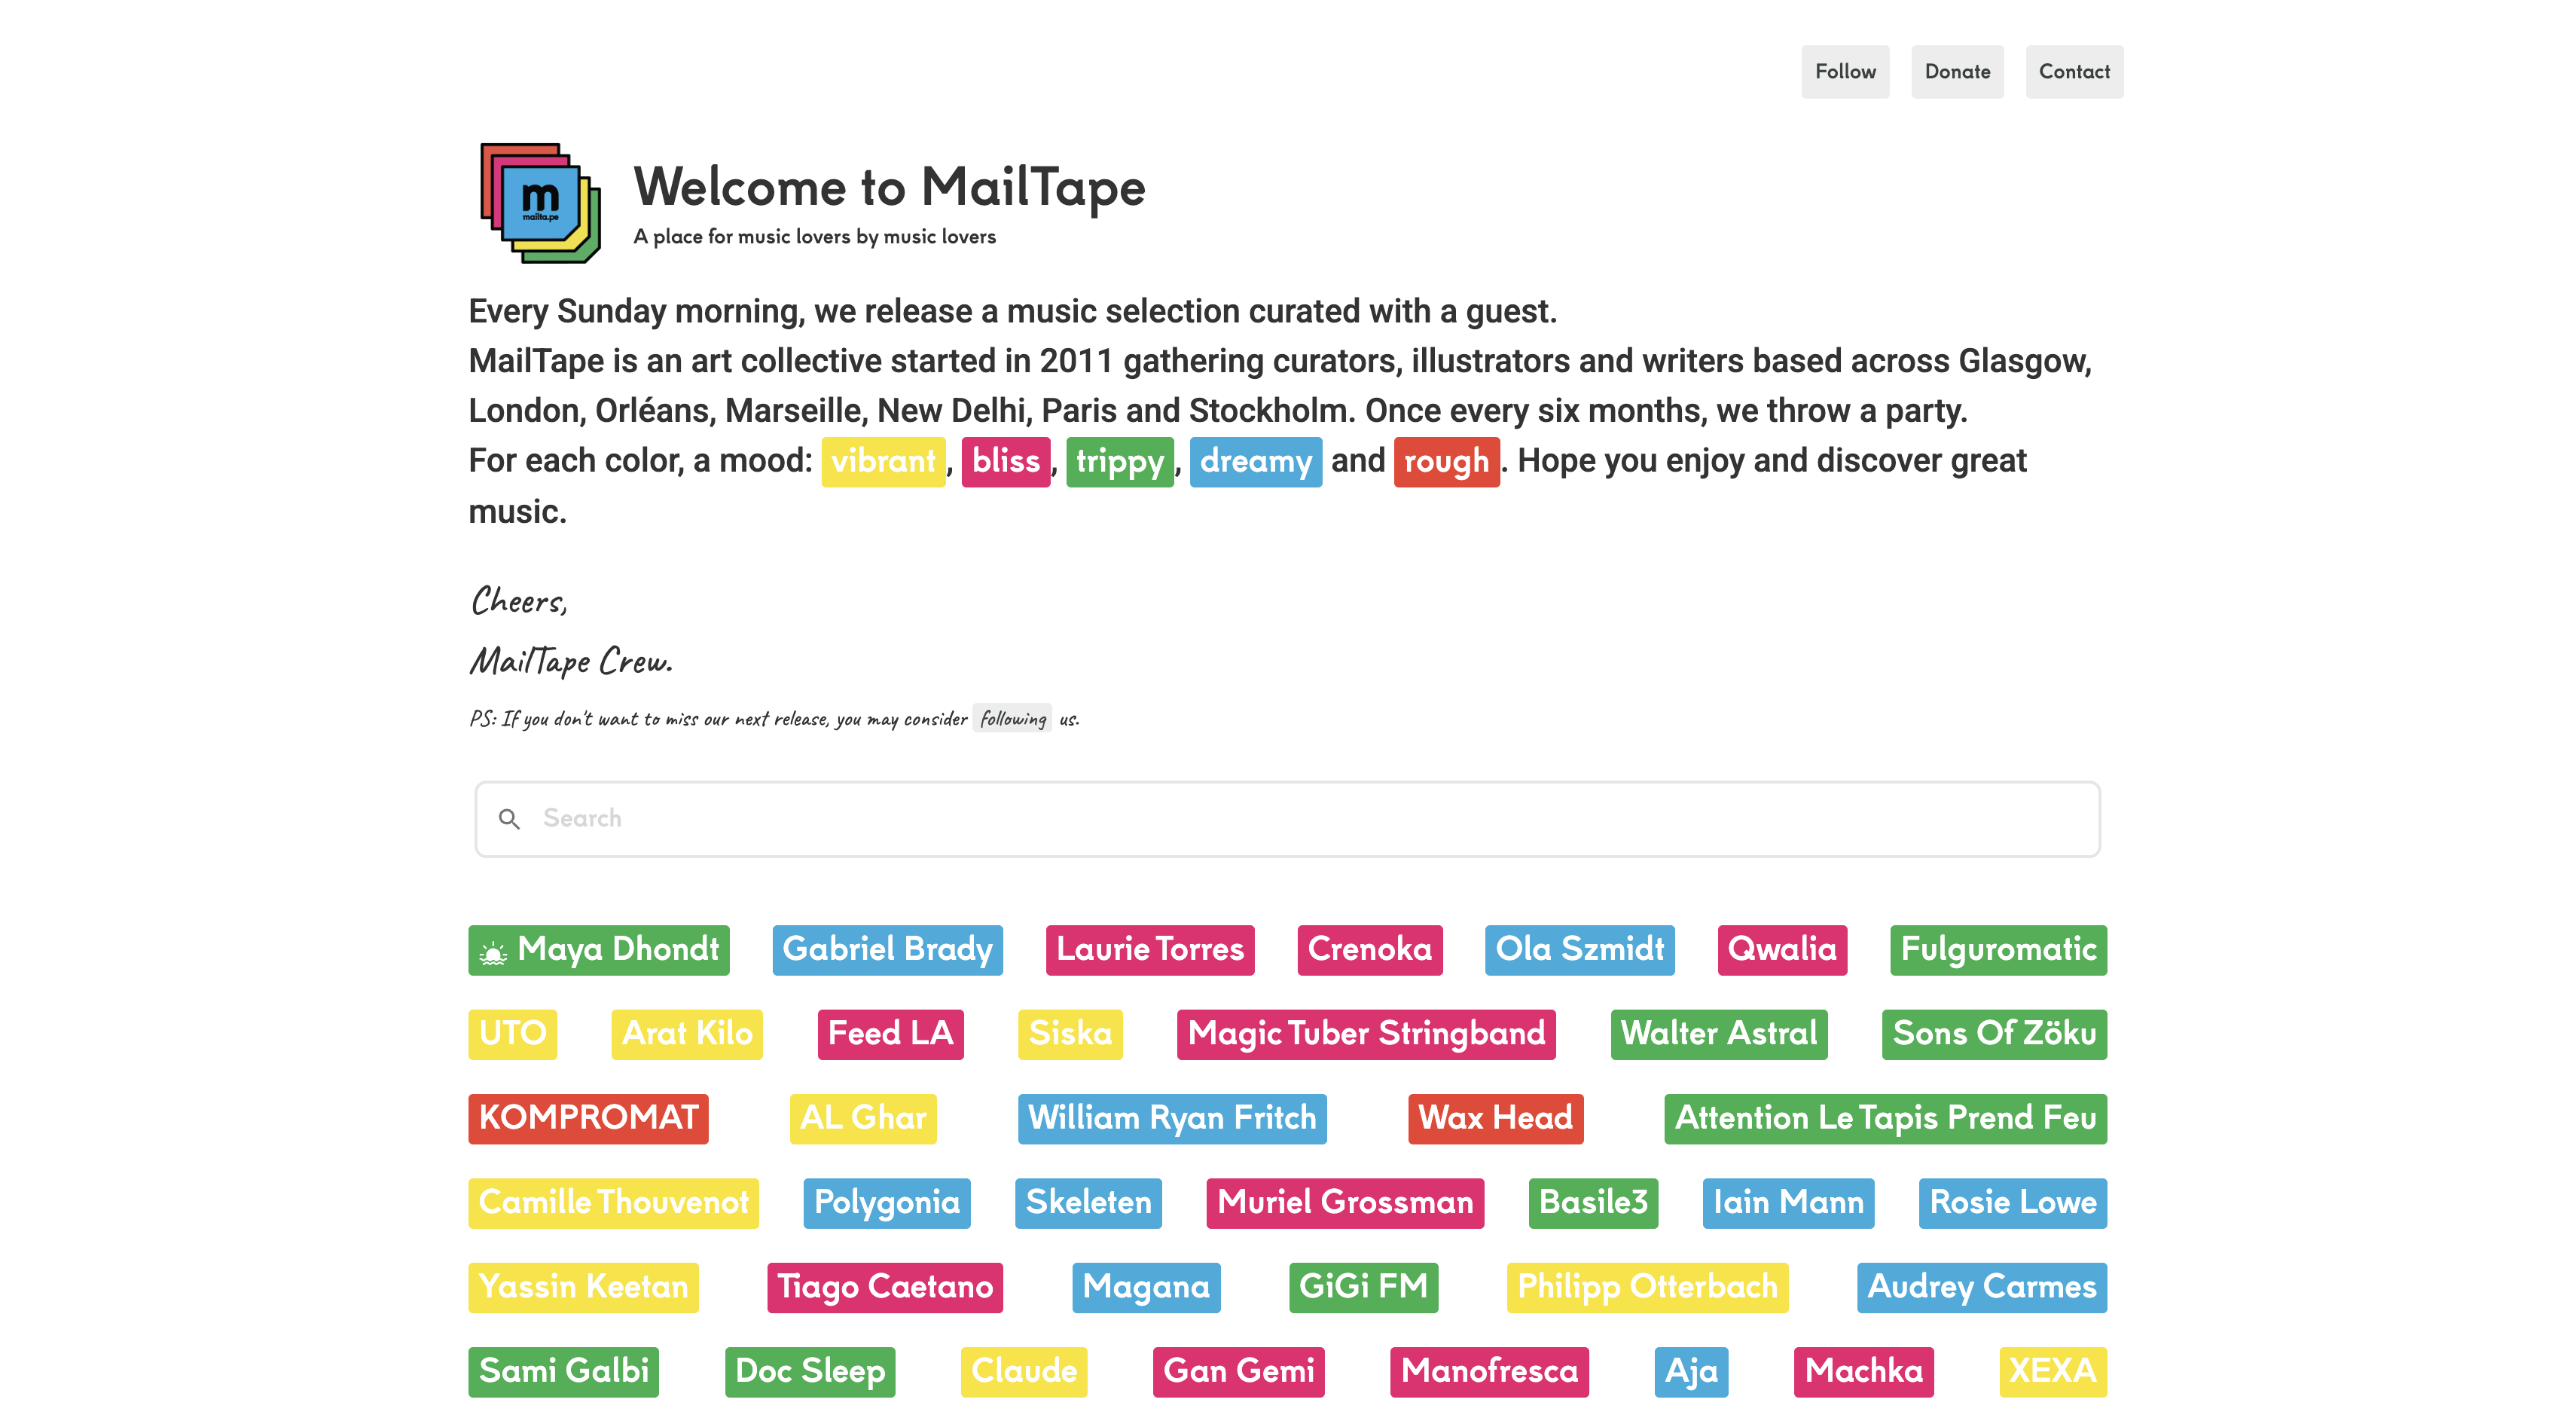 Follow Donate Contact
m
mailta.pe
Welcome to MailTape
A place for music lovers by music lovers
Every Sunday morning, we release a music selection curated with a guest.
MailTape is an art collective started in 2011 gathering curators, illustrators and writers based across Glasgow,
London, Orléans, Marseille, New Delhi, Paris and Stockholm. Once every six months, we throw a party.
For each color, a mood: vibrant, bliss, trippy, dreamy and rough. Hope you enjoy and discover great
music.
Cheers,
MailTape Crew.
PS: If you don't want to miss our next release, you may consider following us.
Search
Maya Dhondt Gabriel Brady Laurie Torres Crenoka Ola Szmidt Qwalia Fulguromatic
UTO Arat Kilo Feed LA Siska Magic Tuber Stringband Walter Astral Sons Of Zöku
KOMPROMAT AL Ghar William Ryan Fritch Wax Head Attention Le Tapis Prend Feu
Camille Thouvenot Polygonia Skeleten Muriel Grossman Basile3 Iain Mann Rosie Lowe
Yassin Keetan Tiago Caetano Magana GiGi FM Philipp Otterbach Audrey Carmes
Sami Galbi Doc Sleep Claude Gan Gemi Manofresca Aja Machka XEXA